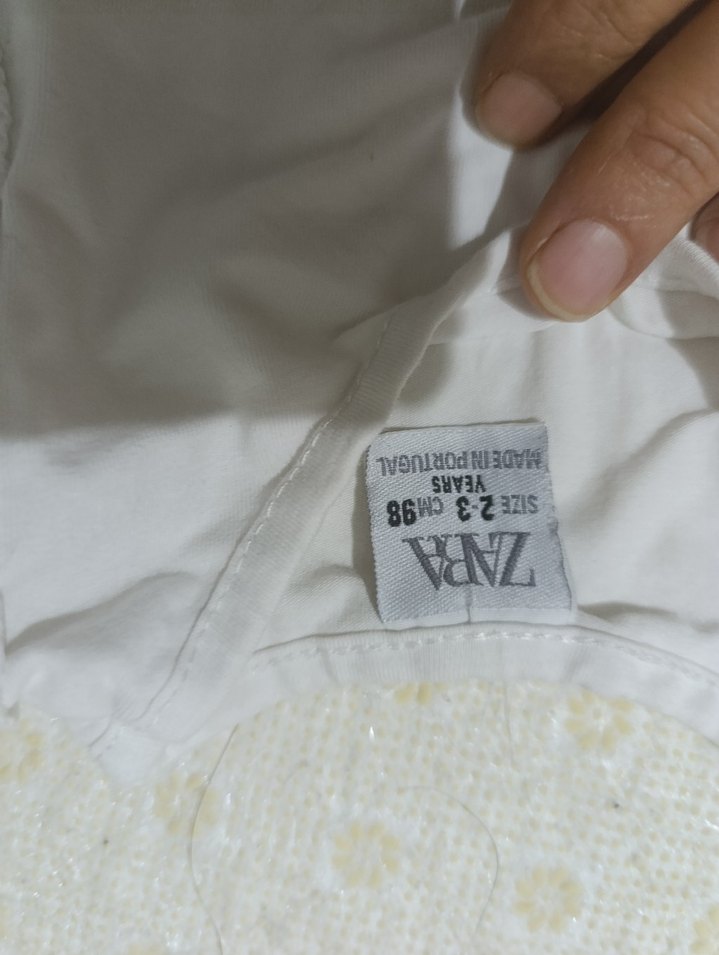 ZARA
SIZE 2-3 CM 98
YEARS
MADE IN PORTUGAL